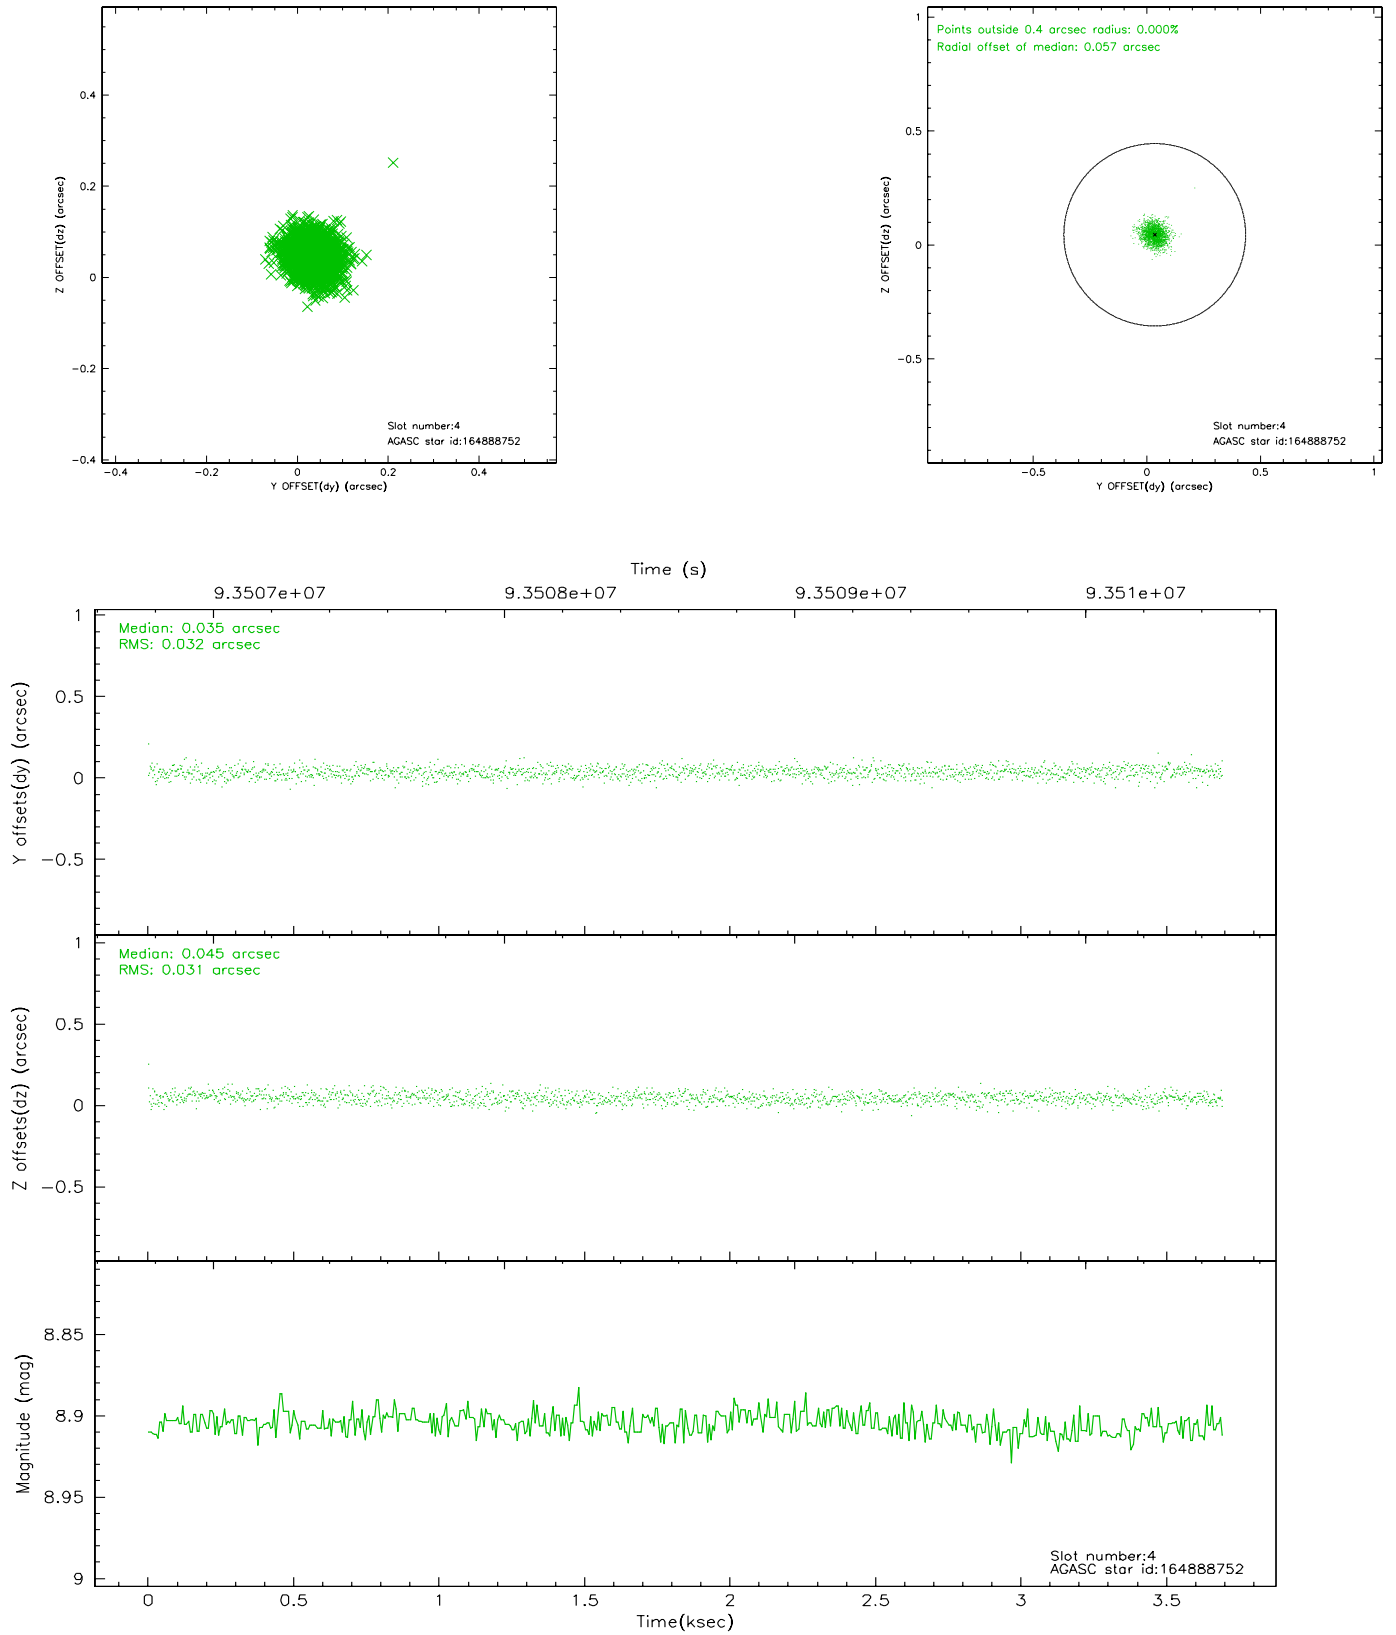 0.4
0.2
0
−0.2
−0.4
Z OFFSET(dz) (arcsec)
−0.4 −0.2 0 0.2 0.4
Y OFFSET(dy) (arcsec)
Slot number:4
AGASC star id:164888752
Points outside 0.4 arcsec radius: 0.000%
Radial offset of median: 0.057 arcsec
1
0.5
0
−0.5
Z OFFSET(dz) (arcsec)
−0.5 0 0.5 1
Y OFFSET(dy) (arcsec)
Slot number:4
AGASC star id:164888752
Time (s)
9.3507e+07 9.3508e+07 9.3509e+07 9.351e+07
Median: 0.035 arcsec
RMS: 0.032 arcsec
1
0.5
0
−0.5
Y offsets(dy) (arcsec)
Median: 0.045 arcsec
RMS: 0.031 arcsec
1
0.5
0
−0.5
Z offsets(dz) (arcsec)
8.85
8.9
8.95
9
Magnitude (mag)
Slot number:4
AGASC star id:164888752
0 0.5 1 1.5 2 2.5 3 3.5
Time(ksec)